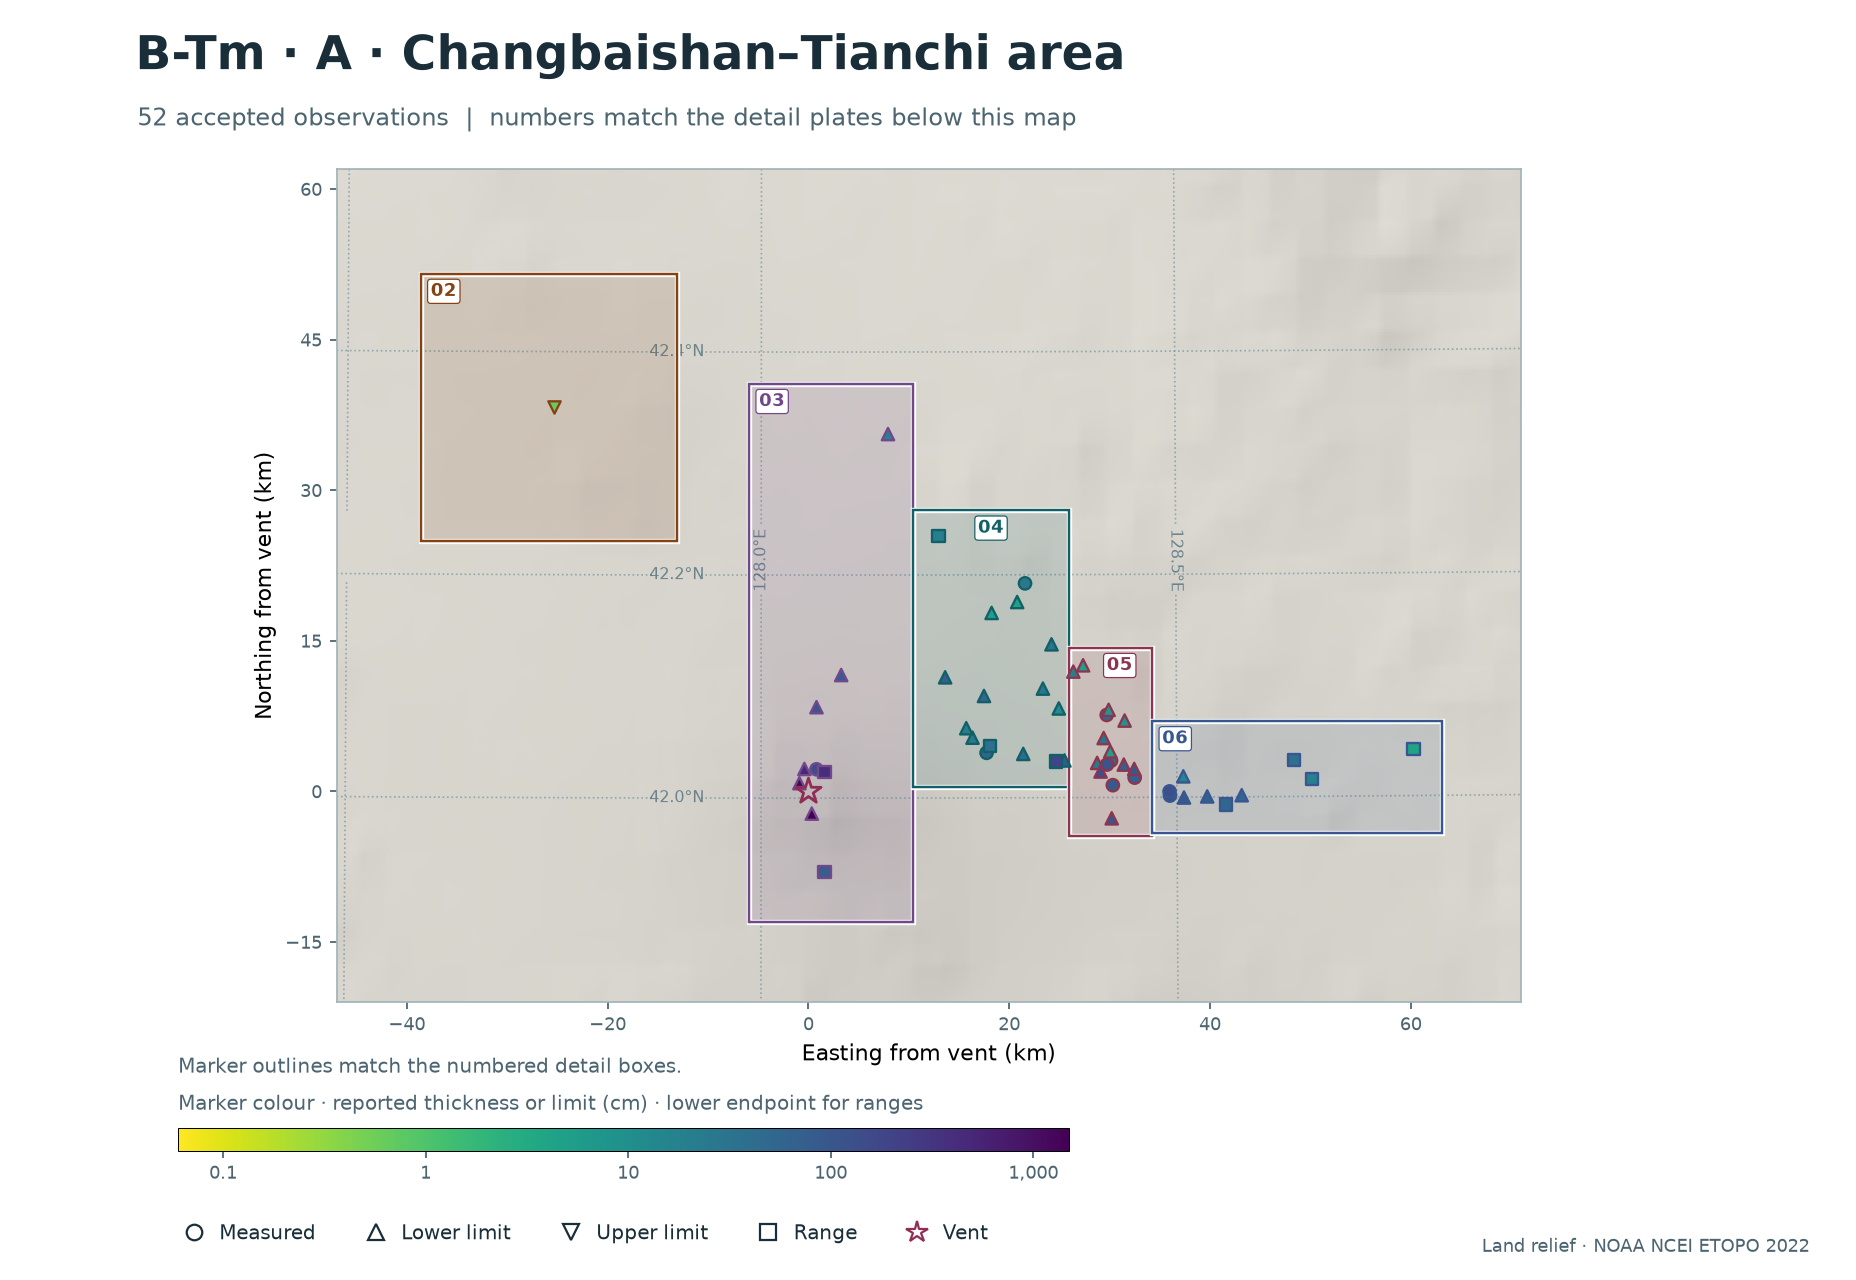 B-Tm · A · Changbaishan–Tianchi area
52 accepted observations | numbers match the detail plates below this map
60
45
30
15
0
−15
Northing from vent (km)
02
42.4°N
03
04
128.0°E
128.5°E
42.2°N
05
06
42.0°N
−40
−20
0
20
40
60
Easting from vent (km)
Marker outlines match the numbered detail boxes.
Marker colour · reported thickness or limit (cm) · lower endpoint for ranges
0.1
1
10
100
1,000
Measured
Lower limit
Upper limit
Range
Vent
Land relief · NOAA NCEI ETOPO 2022